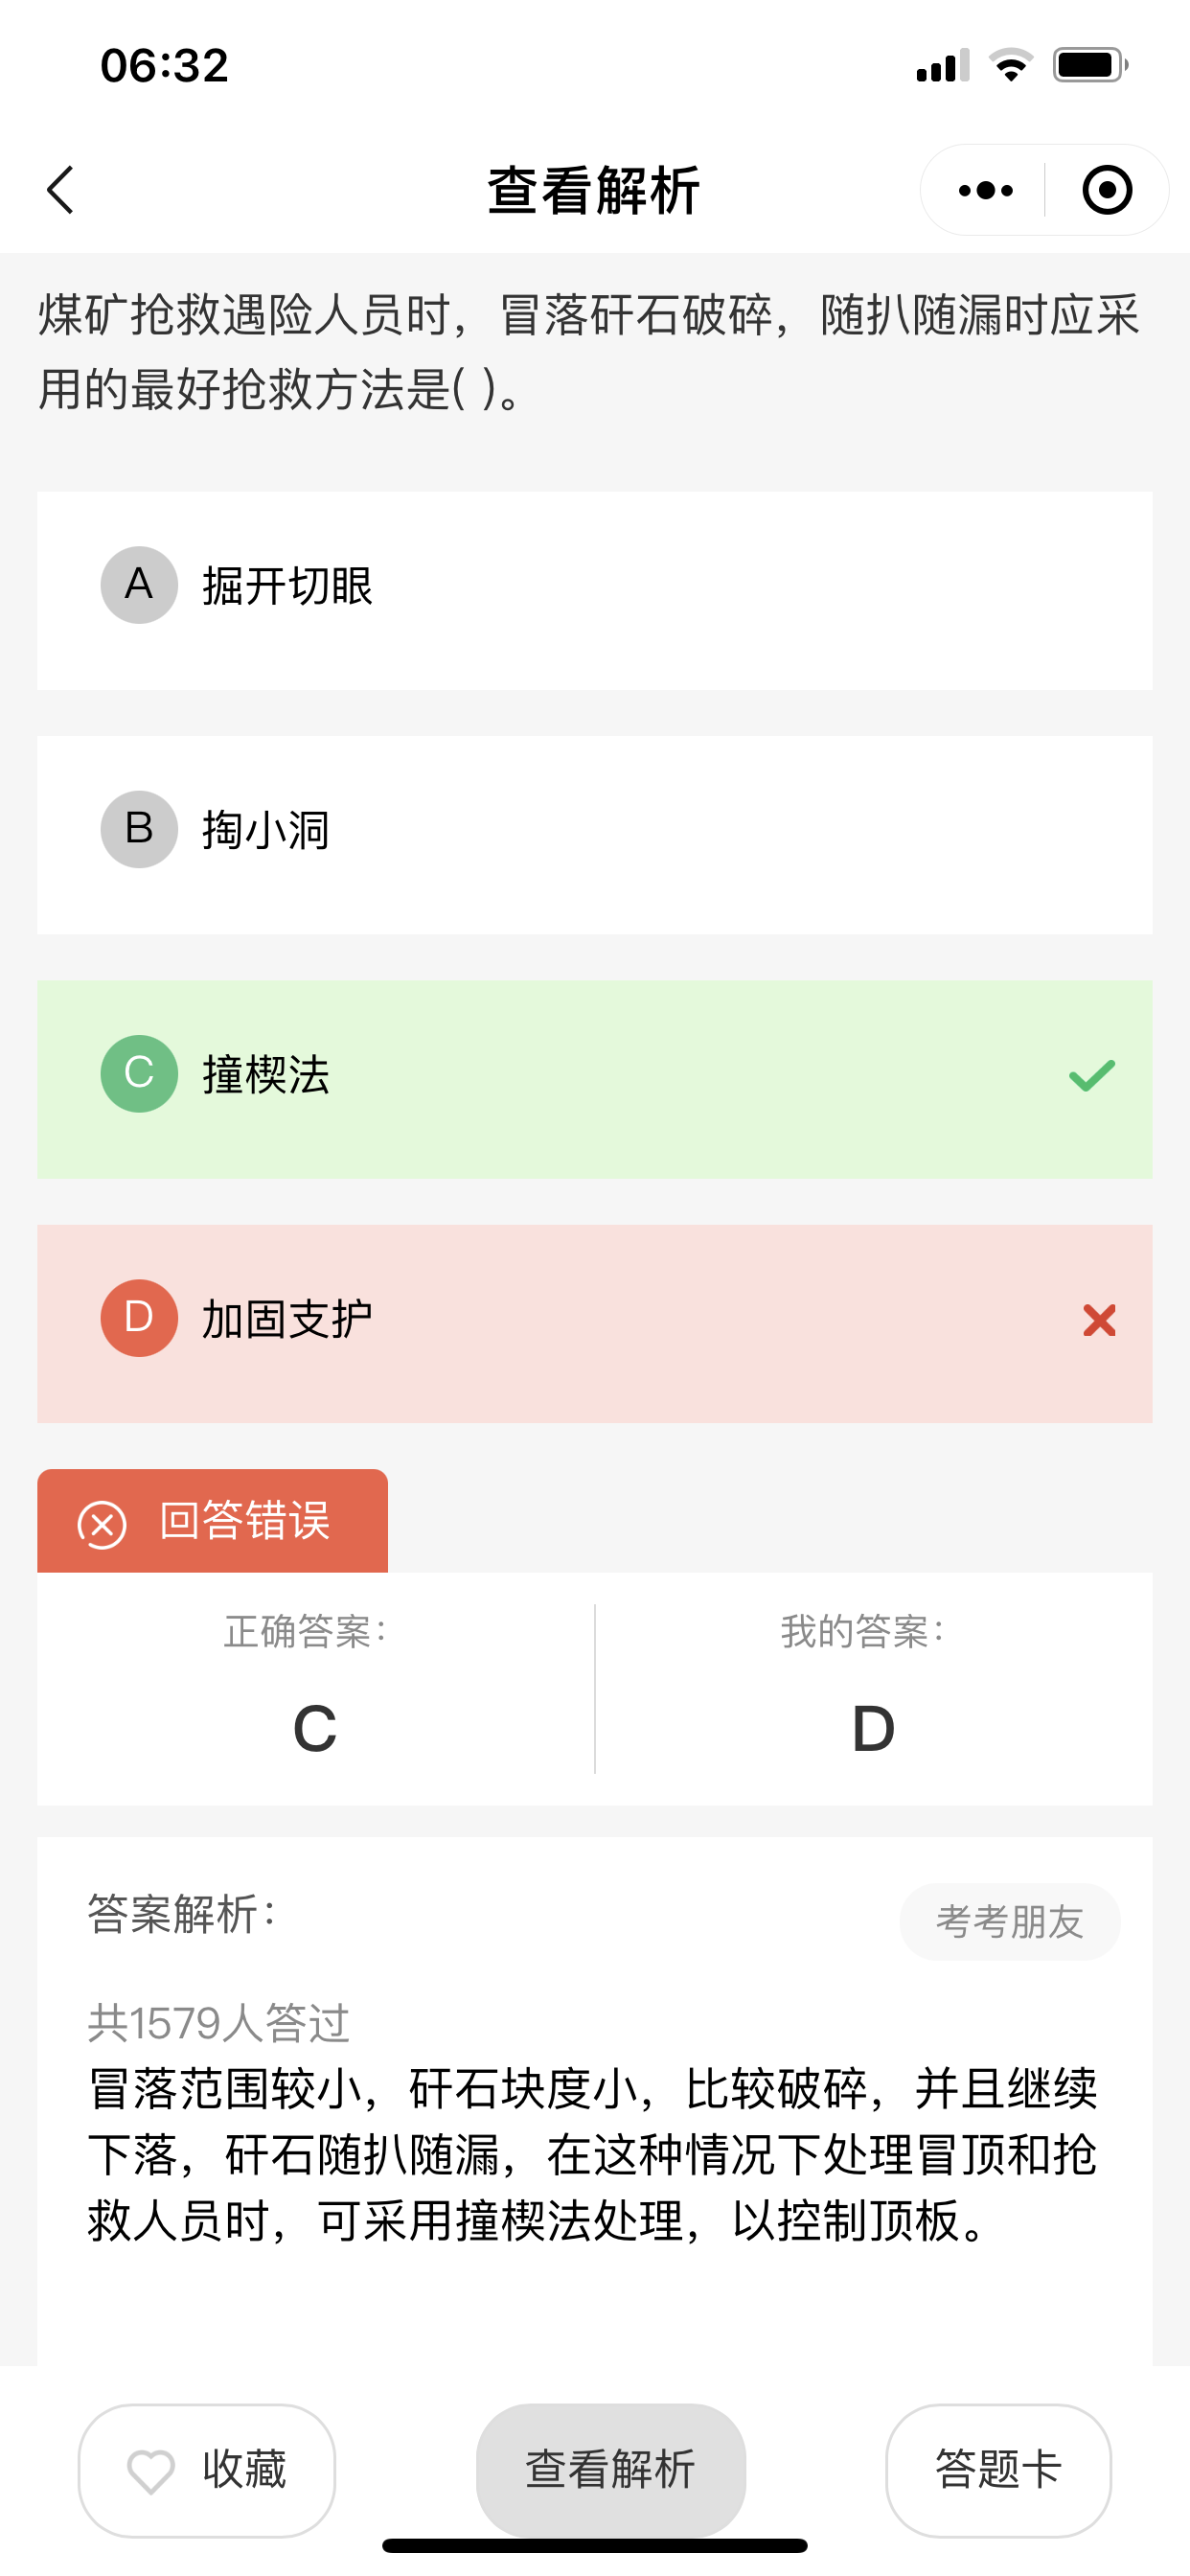 06:32
查看解析
煤矿抢救遇险人员时，冒落矸石破碎，随扒随漏时应采
用的最好抢救方法是( )。
A 掘开切眼
B 掏小洞
C 撞楔法
D 加固支护
回答错误
正确答案： 我的答案：
C D
答案解析： 考考朋友
共1579人答过
冒落范围较小，矸石块度小，比较破碎，并且继续
下落，矸石随扒随漏，在这种情况下处理冒顶和抢
救人员时，可采用撞楔法处理，以控制顶板。
收藏 查看解析 答题卡